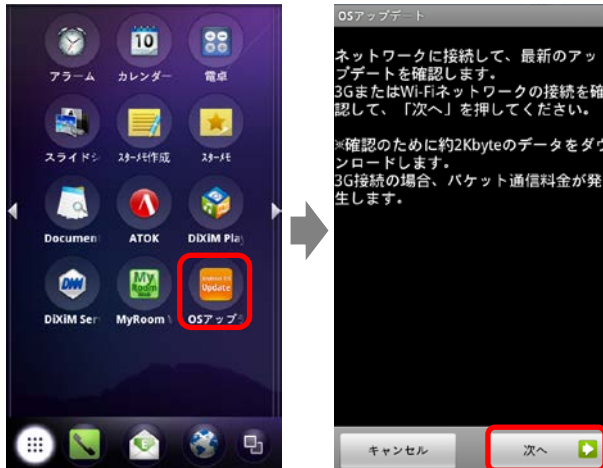 10
アラーム カレンダー 電卓
スライドシ スターメモ作成 スターメモ
Documen ATOK DiXiM Pla
My
Room
Update
DiXiM Ser MyRoom OSアップ
OSアップデート
ネットワークに接続して、最新のアッ
プデートを確認します。
3GまたはWi-Fiネットワークの接続を確
認して、「次へ」を押してください。
※確認のために約2Kbyteのデータをダウ
ンロードします。
3G接続の場合、パケット通信料金が発
生します。
キャンセル 次へ